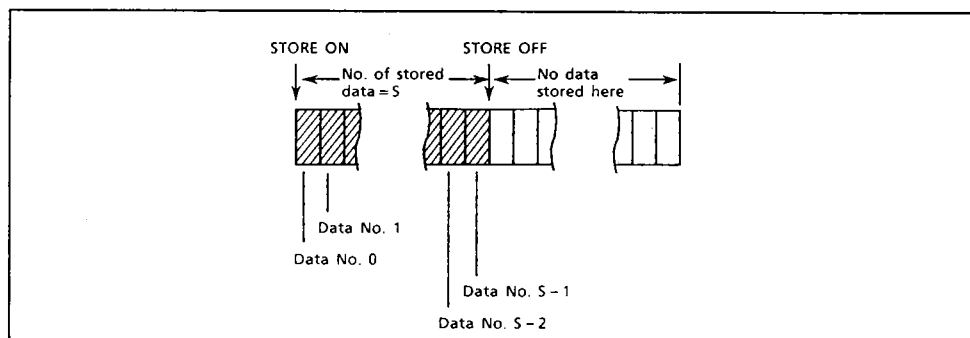 STORE ON
STORE OFF
No. of stored
data = S
No data
stored here
Data No. 1
Data No. 0
Data No. S – 1
Data No. S – 2